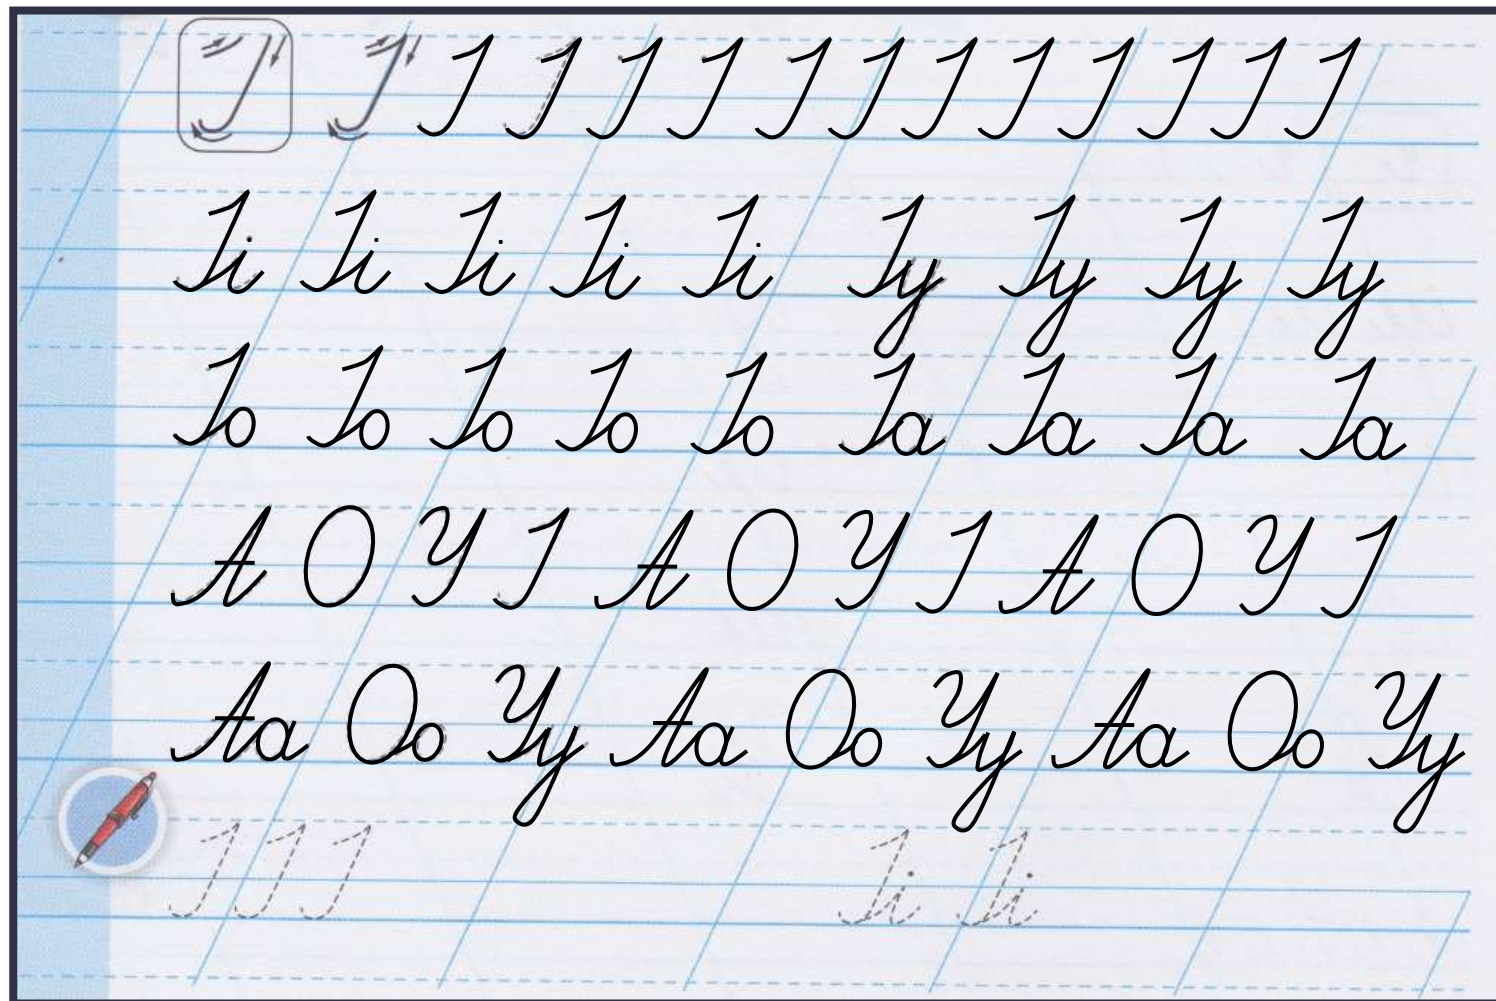 І І І І І І І І І І І І І І
Іі Іі Іі Іі Іі Іу Іу Іу Іу
Іо Іо Іо Іо Іо Іа Іа Іа Іа
А О У І А О У І А О У І
Аа Оо Уу Аа Оо Уу Аа Оо Уу
І І І Іі Іі